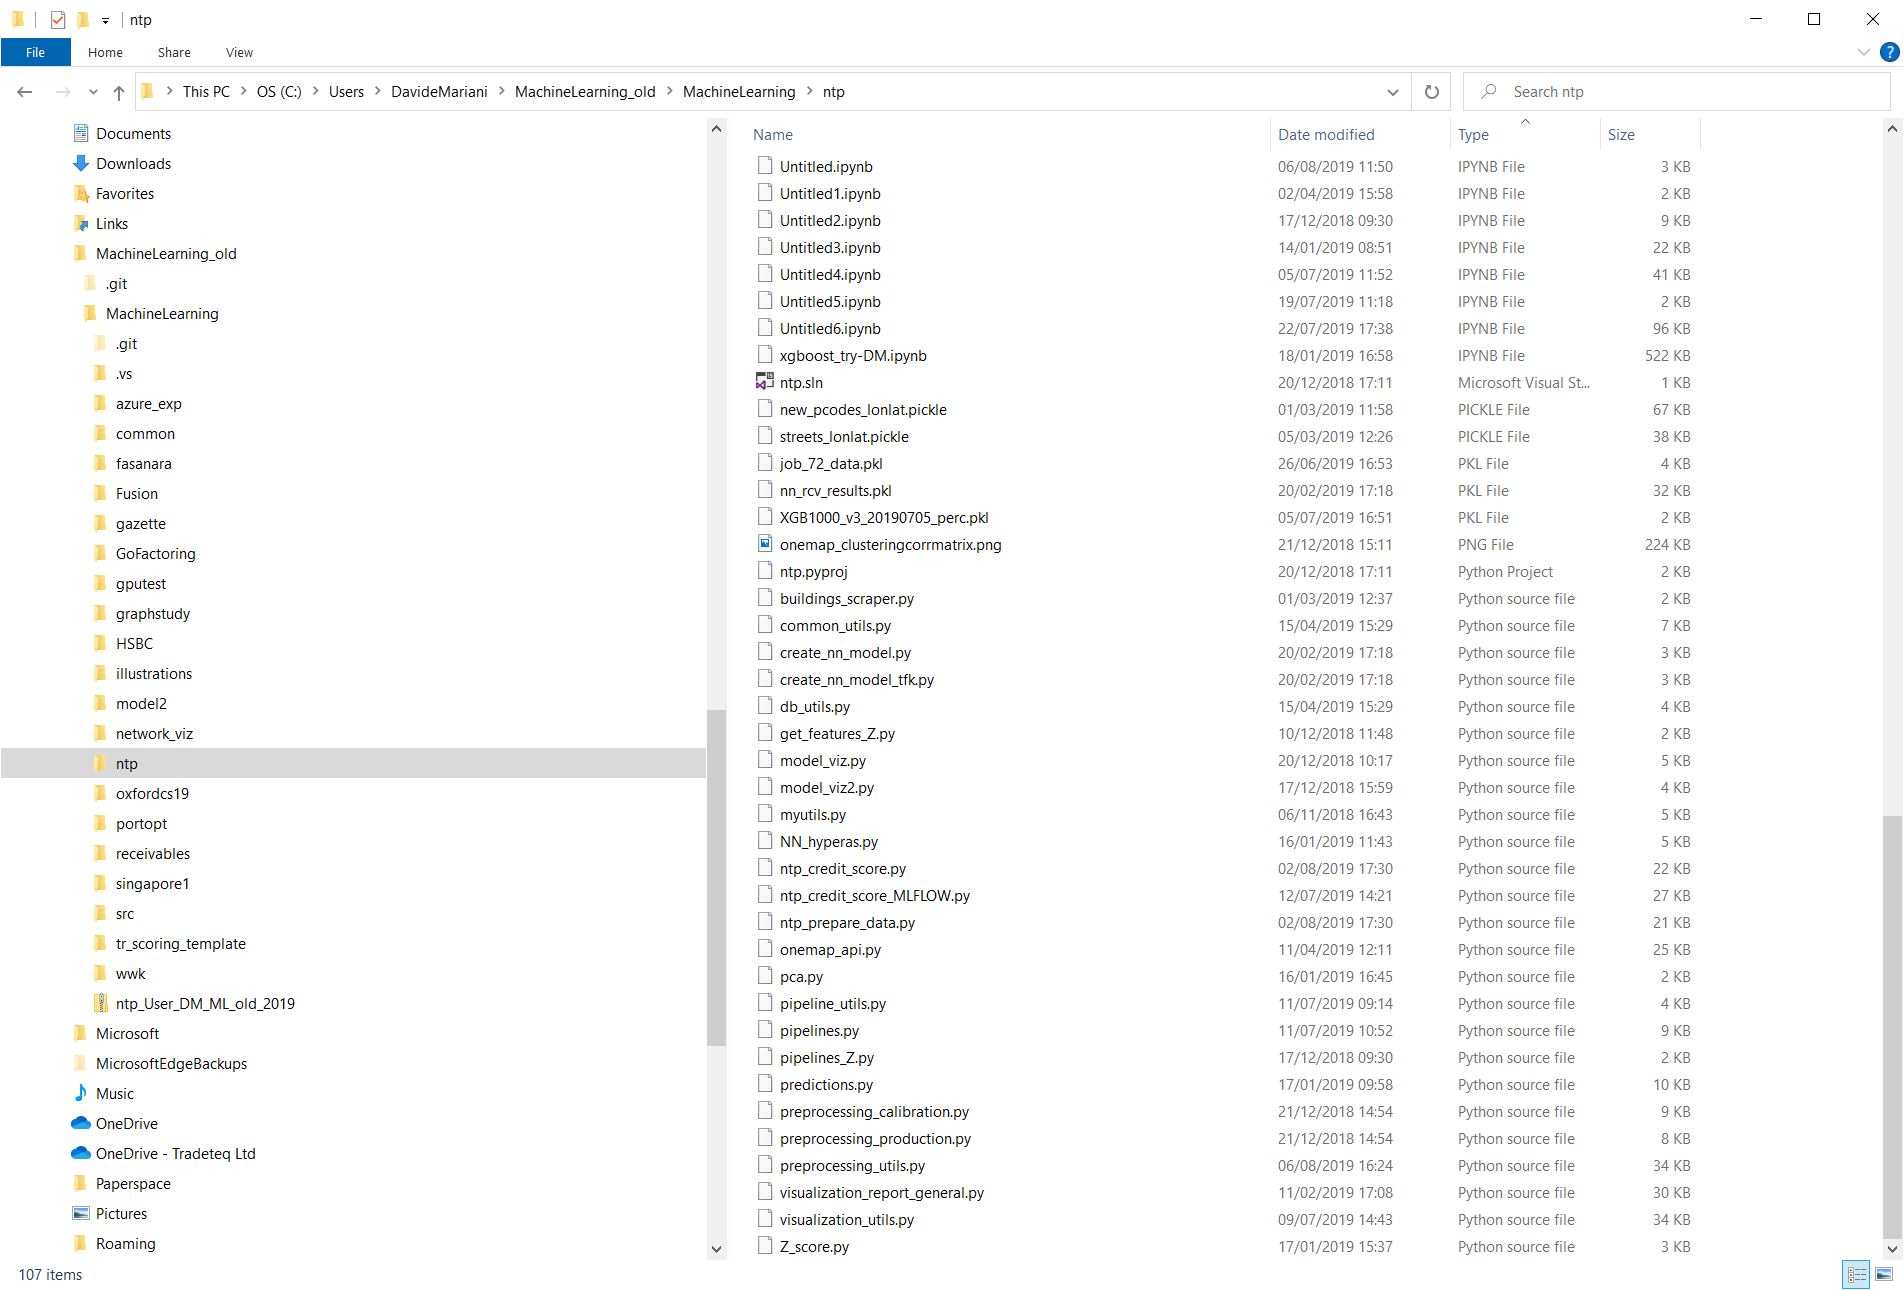 ntp
File Home Share View
This PC OS (C:) Users DavideMariani MachineLearning_old MachineLearning ntp
Search ntp
Documents
Downloads
Favorites
Links
MachineLearning_old
.git
MachineLearning
.git
.vs
azure_exp
common
fasanara
Fusion
gazette
GoFactoring
gputest
graphstudy
HSBC
illustrations
model2
network_viz
ntp
oxfordcs19
portopt
receivables
singapore1
src
tr_scoring_template
wwk
ntp_User_DM_ML_old_2019
Microsoft
MicrosoftEdgeBackups
Music
OneDrive
OneDrive - Tradeteq Ltd
Paperspace
Pictures
Roaming
Name Date modified Type Size
Untitled.ipynb 06/08/2019 11:50 IPYNB File 3 KB
Untitled1.ipynb 02/04/2019 15:58 IPYNB File 2 KB
Untitled2.ipynb 17/12/2018 09:30 IPYNB File 9 KB
Untitled3.ipynb 14/01/2019 08:51 IPYNB File 22 KB
Untitled4.ipynb 05/07/2019 11:52 IPYNB File 41 KB
Untitled5.ipynb 19/07/2019 11:18 IPYNB File 2 KB
Untitled6.ipynb 22/07/2019 17:38 IPYNB File 96 KB
xgboost_try-DM.ipynb 18/01/2019 16:58 IPYNB File 522 KB
ntp.sln 20/12/2018 17:11 Microsoft Visual St... 1 KB
new_pcodes_lonlat.pickle 01/03/2019 11:58 PICKLE File 67 KB
streets_lonlat.pickle 05/03/2019 12:26 PICKLE File 38 KB
job_72_data.pkl 26/06/2019 16:53 PKL File 4 KB
nn_rcv_results.pkl 20/02/2019 17:18 PKL File 32 KB
XGB1000_v3_20190705_perc.pkl 05/07/2019 16:51 PKL File 2 KB
onemap_clusteringcorrmatrix.png 21/12/2018 15:11 PNG File 224 KB
ntp.pyproj 20/12/2018 17:11 Python Project 2 KB
buildings_scraper.py 01/03/2019 12:37 Python source file 2 KB
common_utils.py 15/04/2019 15:29 Python source file 7 KB
create_nn_model.py 20/02/2019 17:18 Python source file 3 KB
create_nn_model_tfk.py 20/02/2019 17:18 Python source file 3 KB
db_utils.py 15/04/2019 15:29 Python source file 4 KB
get_features_Z.py 10/12/2018 11:48 Python source file 2 KB
model_viz.py 20/12/2018 10:17 Python source file 5 KB
model_viz2.py 17/12/2018 15:59 Python source file 4 KB
myutils.py 06/11/2018 16:43 Python source file 5 KB
NN_hyperas.py 16/01/2019 11:43 Python source file 5 KB
ntp_credit_score.py 02/08/2019 17:30 Python source file 22 KB
ntp_credit_score_MLFLOW.py 12/07/2019 14:21 Python source file 27 KB
ntp_prepare_data.py 02/08/2019 17:30 Python source file 21 KB
onemap_api.py 11/04/2019 12:11 Python source file 25 KB
pca.py 16/01/2019 16:45 Python source file 2 KB
pipeline_utils.py 11/07/2019 09:14 Python source file 4 KB
pipelines.py 11/07/2019 10:52 Python source file 9 KB
pipelines_Z.py 17/12/2018 09:30 Python source file 2 KB
predictions.py 17/01/2019 09:58 Python source file 10 KB
preprocessing_calibration.py 21/12/2018 14:54 Python source file 9 KB
preprocessing_production.py 21/12/2018 14:54 Python source file 8 KB
preprocessing_utils.py 06/08/2019 16:24 Python source file 34 KB
visualization_report_general.py 11/02/2019 17:08 Python source file 30 KB
visualization_utils.py 09/07/2019 14:43 Python source file 34 KB
Z_score.py 17/01/2019 15:37 Python source file 3 KB
107 items